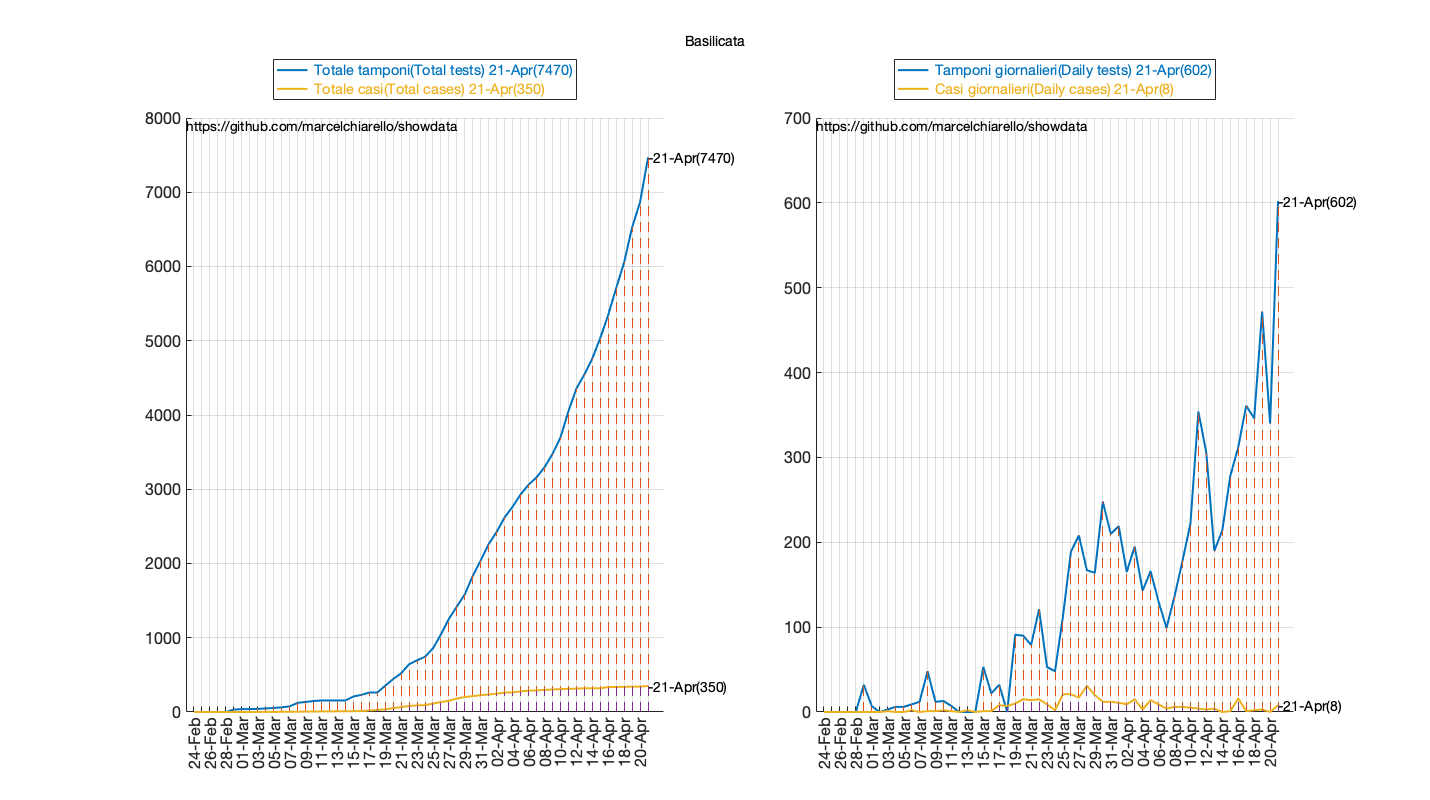 Basilicata
Totale tamponi(Total tests) 21-Apr(7470)
Totale casi(Total cases) 21-Apr(350)
https://github.com/marcelchiarello/showdata
8000
7000
6000
5000
4000
3000
2000
1000
0
21-Apr(7470)
21-Apr(350)
24-Feb
26-Feb
28-Feb
01-Mar
03-Mar
05-Mar
07-Mar
09-Mar
11-Mar
13-Mar
15-Mar
17-Mar
19-Mar
21-Mar
23-Mar
25-Mar
27-Mar
29-Mar
31-Mar
02-Apr
04-Apr
06-Apr
08-Apr
10-Apr
12-Apr
14-Apr
16-Apr
18-Apr
20-Apr
Tamponi giornalieri(Daily tests) 21-Apr(602)
Casi giornalieri(Daily cases) 21-Apr(8)
https://github.com/marcelchiarello/showdata
700
600
500
400
300
200
100
0
21-Apr(602)
21-Apr(8)
24-Feb
26-Feb
28-Feb
01-Mar
03-Mar
05-Mar
07-Mar
09-Mar
11-Mar
13-Mar
15-Mar
17-Mar
19-Mar
21-Mar
23-Mar
25-Mar
27-Mar
29-Mar
31-Mar
02-Apr
04-Apr
06-Apr
08-Apr
10-Apr
12-Apr
14-Apr
16-Apr
18-Apr
20-Apr